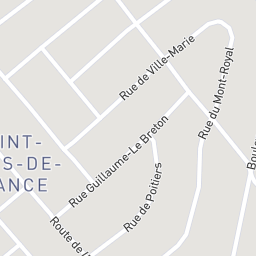 Rue de Ville-Marie
Rue du Mont-Royal
Rue Guillaume-Le Breton
INT-
S-DE-
ANCE
Rue de Poitiers
Route de l'
Boule